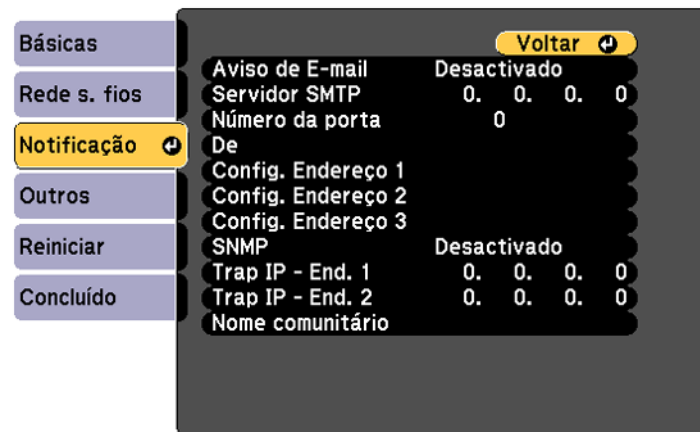 Básicas
Rede s. fios
Notificação
Outros
Reiniciar
Concluído
Voltar
Aviso de E-mail Desactivado
Servidor SMTP 0. 0. 0. 0
Número da porta 0
De
Config. Endereço 1
Config. Endereço 2
Config. Endereço 3
SNMP Desactivado
Trap IP - End. 1 0. 0. 0. 0
Trap IP - End. 2 0. 0. 0. 0
Nome comunitário